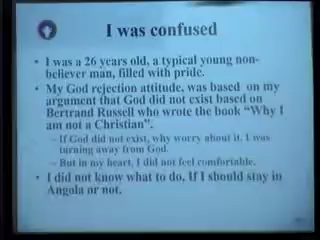 I was confused
• I was a 26 years old, a typical young non-
believer man, filled with pride.
• My God rejection attitude, was based on my
argument that God did not exist based on
Bertrand Russell who wrote the book “Why I
am not a Christian”.
– If God did not exist, why worry about it. I was
turning away from God.
– But in my heart, I did not feel comfortable.
• I did not know what to do, If I should stay in
Angola or not.